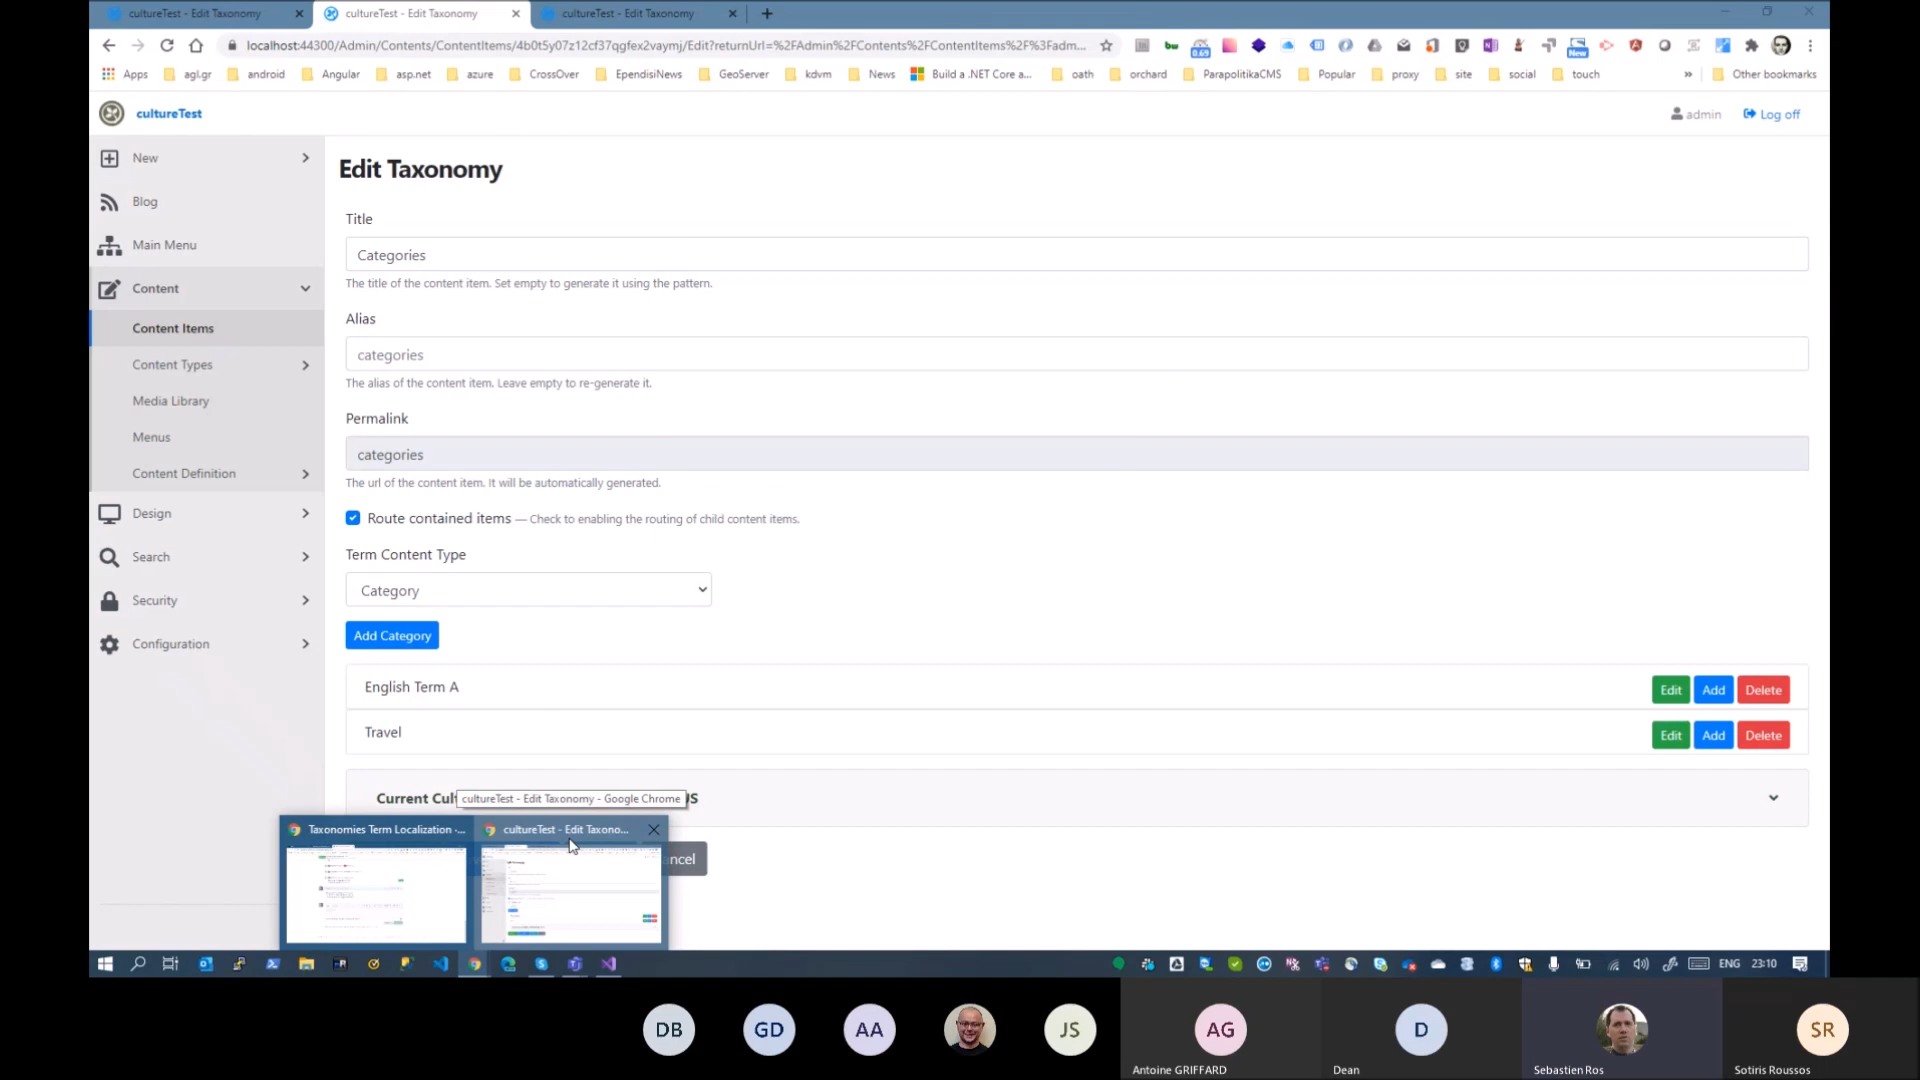 cultureTest - Edit Taxonomy
cultureTest - Edit Taxonomy
cultureTest - Edit Taxonomy
localhost:44300/Admin/Contents/ContentItems/4b0t5y07z12cf37qgfex2vaymj/Edit?returnUrl=%2FAdmin%2FContents%2FContentItems%2F%3Fadm...
0.69
New
Apps
agl.gr
android
Angular
asp.net
azure
CrossOver
EpendisiNews
GeoServer
kdvm
News
Build a .NET Core a...
oath
orchard
ParapolitikaCMS
Popular
proxy
site
social
touch
»
Other bookmarks
cultureTest
admin
Log off
New
Blog
Main Menu
Content
Content Items
Content Types
Media Library
Menus
Content Definition
Design
Search
Security
Configuration
Edit Taxonomy
Title
Categories
The title of the content item. Set empty to generate it using the pattern.
Alias
categories
The alias of the content item. Leave empty to re-generate it.
Permalink
categories
The url of the content item. It will be automatically generated.
Route contained items — Check to enabling the routing of child content items.
Term Content Type
Category
Add Category
English Term A
Edit Add Delete
Travel
Edit Add Delete
Current Cul
cultureTest - Edit Taxonomy - Google Chrome
Taxonomies Term Localization -...
cultureTest - Edit Taxono...
ENG
23:10
DB
GD
AA
JS
AG
Antoine GRIFFARD
D
Dean
Sebastien Ros
SR
Sotiris Roussos